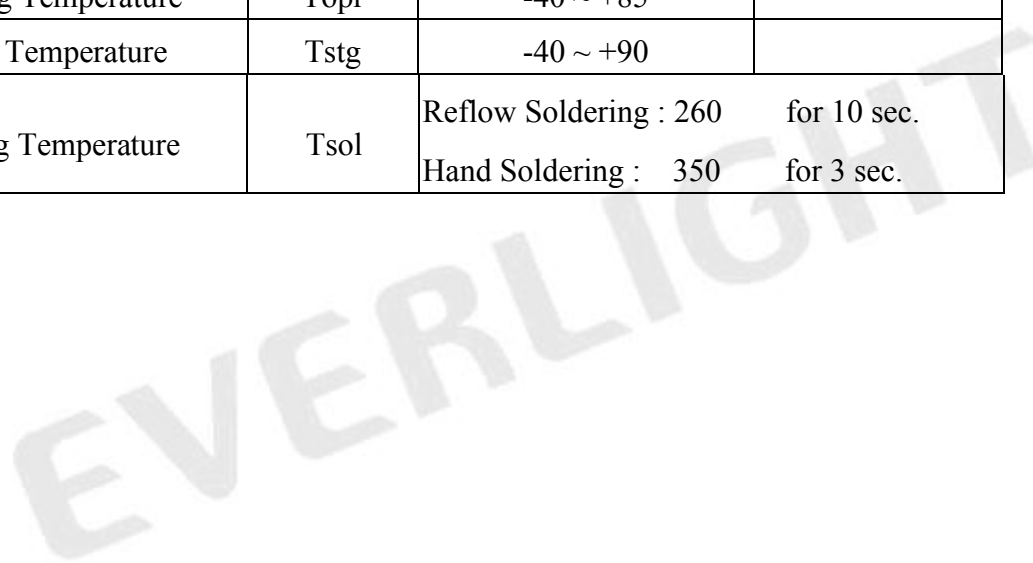 g Temperature Topr -40 ~ +85
Temperature Tstg -40 ~ +90
Reflow Soldering : 260 for 10 sec.
g Temperature Tsol
Hand Soldering : 350 for 3 sec.
EVERLIGHT